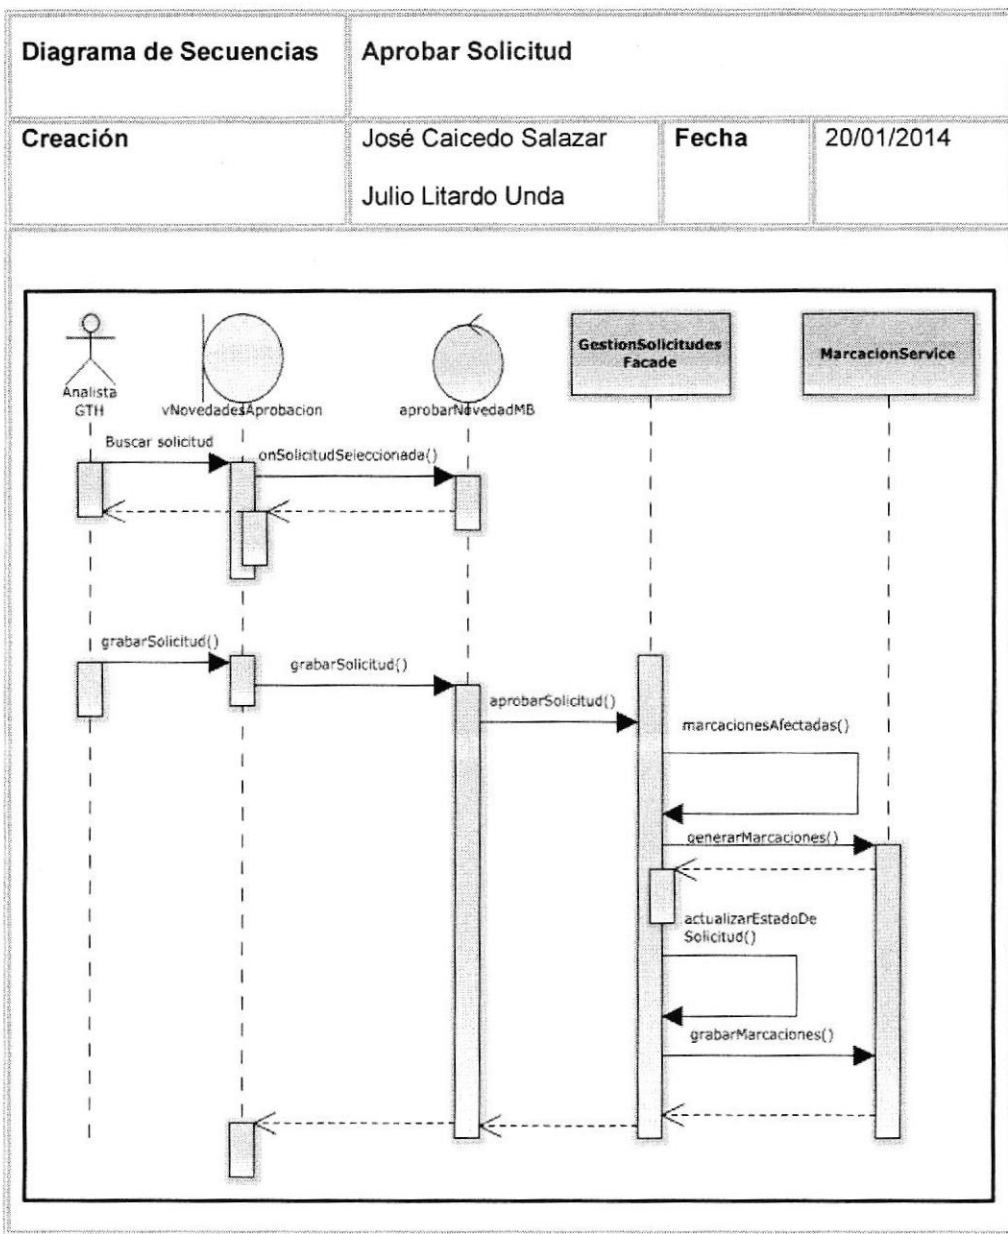 Diagrama de Secuencias
Aprobar Solicitud
Creación
José Caicedo Salazar
Julio Litardo Unda
Fecha
20/01/2014
Analista
GTH
vNovedadesAprobacion
aprobarNovedadMB
GestionSolicitudes
Facade
MarcacionService
Buscar solicitud
onSolicitudSeleccionada()
grabarSolicitud()
grabarSolicitud()
aprobarSolicitud()
marcacionesAfectadas()
generarMarcaciones()
actualizarEstadoDe
Solicitud()
grabarMarcaciones()